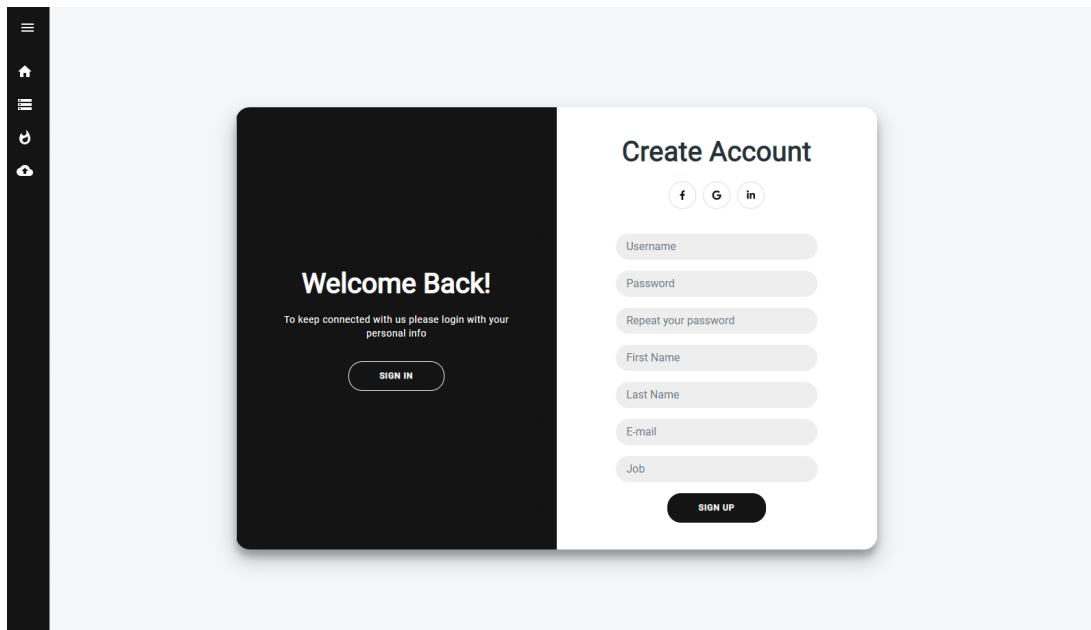 Welcome Back!
To keep connected with us please login with your
personal info
SIGN IN
Create Account
f
G
in
Username
Password
Repeat your password
First Name
Last Name
E-mail
Job
SIGN UP